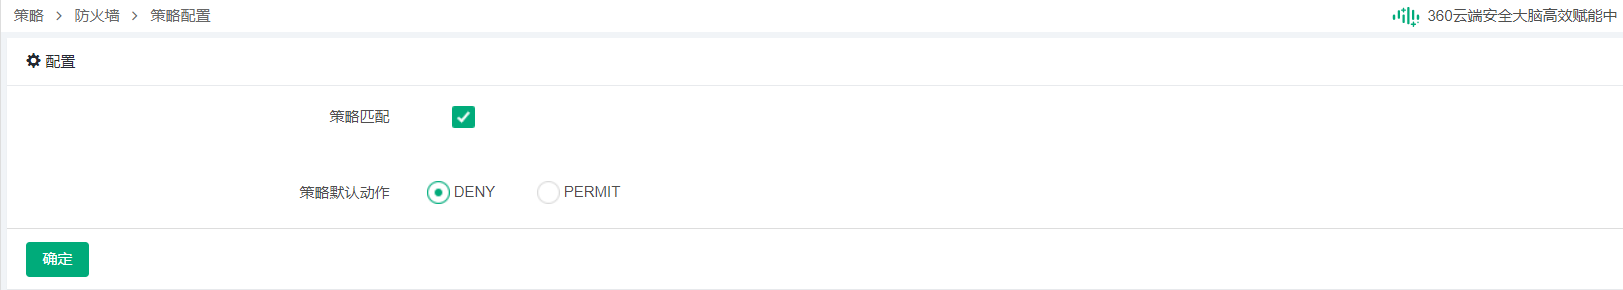 策略 > 防火墙 > 策略配置
360云端安全大脑高效赋能中
配置
策略匹配
策略默认动作 DENY PERMIT
确定